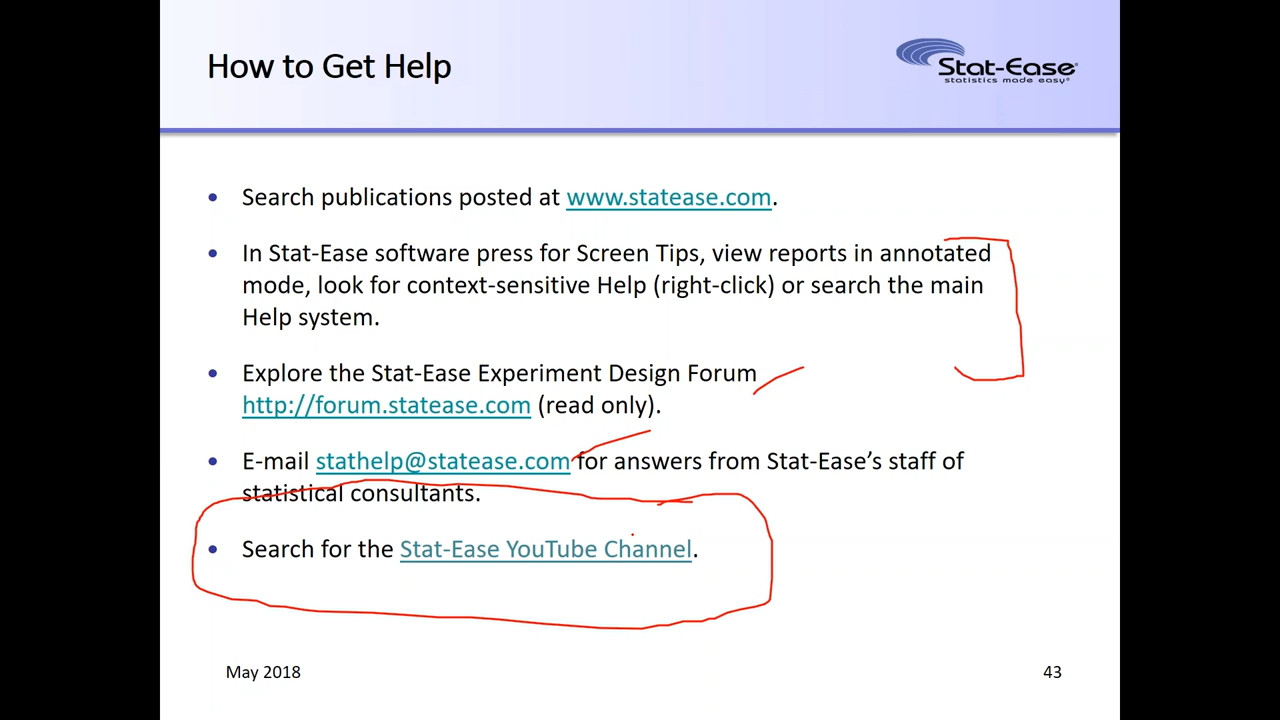 How to Get Help
Stat-Ease®
statistics made easy®
• Search publications posted at www.statease.com.
• In Stat-Ease software press for Screen Tips, view reports in annotated
mode, look for context-sensitive Help (right-click) or search the main
Help system.
• Explore the Stat-Ease Experiment Design Forum
http://forum.statease.com (read only).
• E-mail stathelp@statease.com for answers from Stat-Ease’s staff of
statistical consultants.
• Search for the Stat-Ease YouTube Channel.
May 2018
43